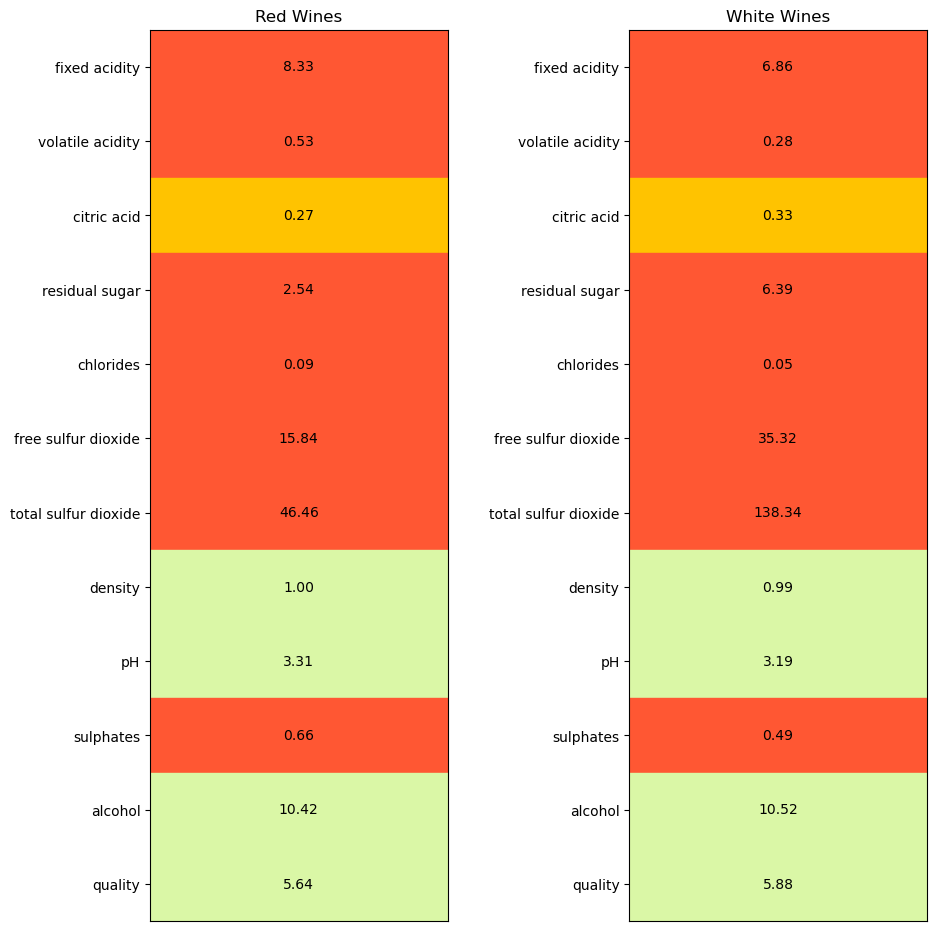 Red Wines
fixed acidity 8.33
volatile acidity 0.53
citric acid 0.27
residual sugar 2.54
chlorides 0.09
free sulfur dioxide 15.84
total sulfur dioxide 46.46
density 1.00
pH 3.31
sulphates 0.66
alcohol 10.42
quality 5.64
White Wines
fixed acidity 6.86
volatile acidity 0.28
citric acid 0.33
residual sugar 6.39
chlorides 0.05
free sulfur dioxide 35.32
total sulfur dioxide 138.34
density 0.99
pH 3.19
sulphates 0.49
alcohol 10.52
quality 5.88